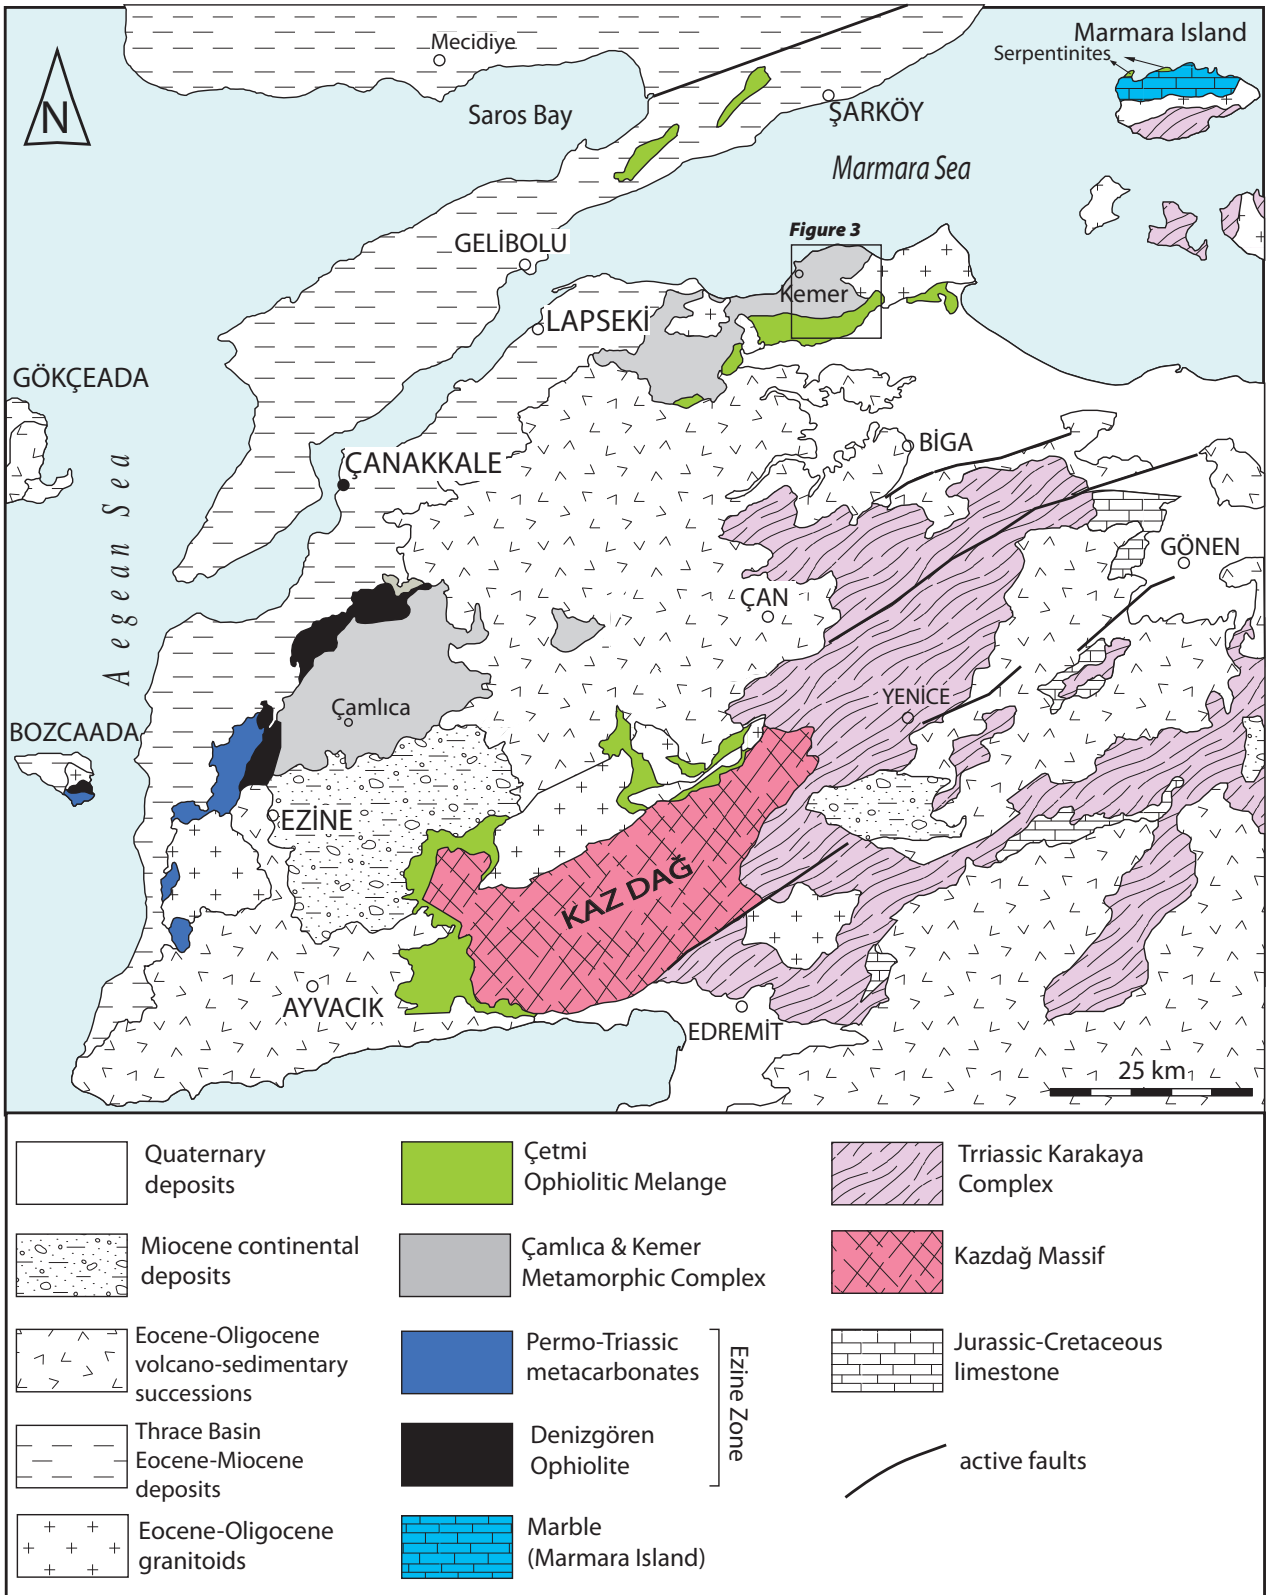 Mecidiye
Marmara Island
Serpentinites
N
Saros Bay
ŞARKÖY
Marmara Sea
Figure 3
GELİBOLU
Kemer
LAPSEKİ
GÖKÇEADA
BİGA
ÇANAKKALE
Aegean Sea
GÖNEN
ÇAN
YENİCE
Çamlıca
BOZCAADA
EZİNE
KAZ DAĞ
AYVACIK
EDREMİT
25 km
Quaternary
deposits
Miocene continental
deposits
Eocene-Oligocene
volcano-sedimentary
successions
Thrace Basin
Eocene-Miocene
deposits
Eocene-Oligocene
granitoids
Çetmi
Ophiolitic Melange
Çamlıca & Kemer
Metamorphic Complex
Permo-Triassic
metacarbonates
Denizgören
Ophiolite
Ezine Zone
Marble
(Marmara Island)
Trriassic Karakaya
Complex
Kazdağ Massif
Jurassic-Cretaceous
limestone
active faults